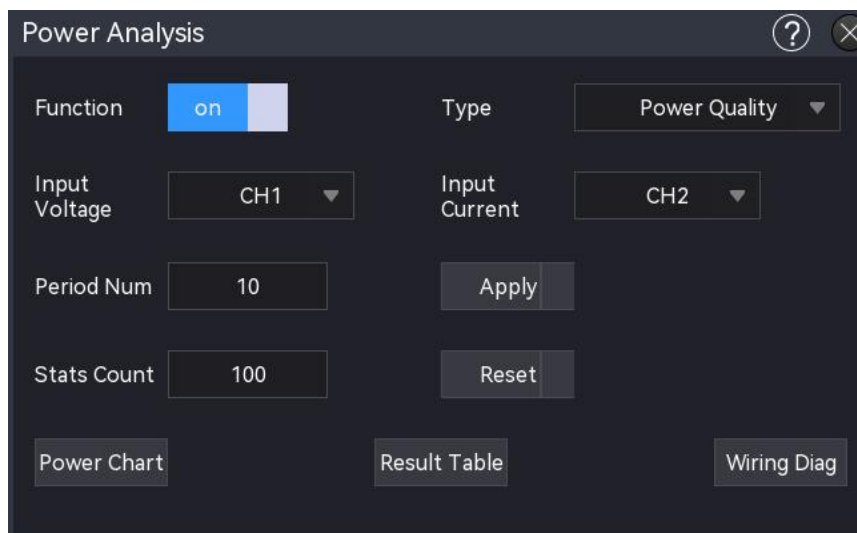 Power Analysis
?
Function
on
Type
Power Quality
Input
Voltage
CH1
Input
Current
CH2
Period Num
10
Apply
Stats Count
100
Reset
Power Chart
Result Table
Wiring Diag